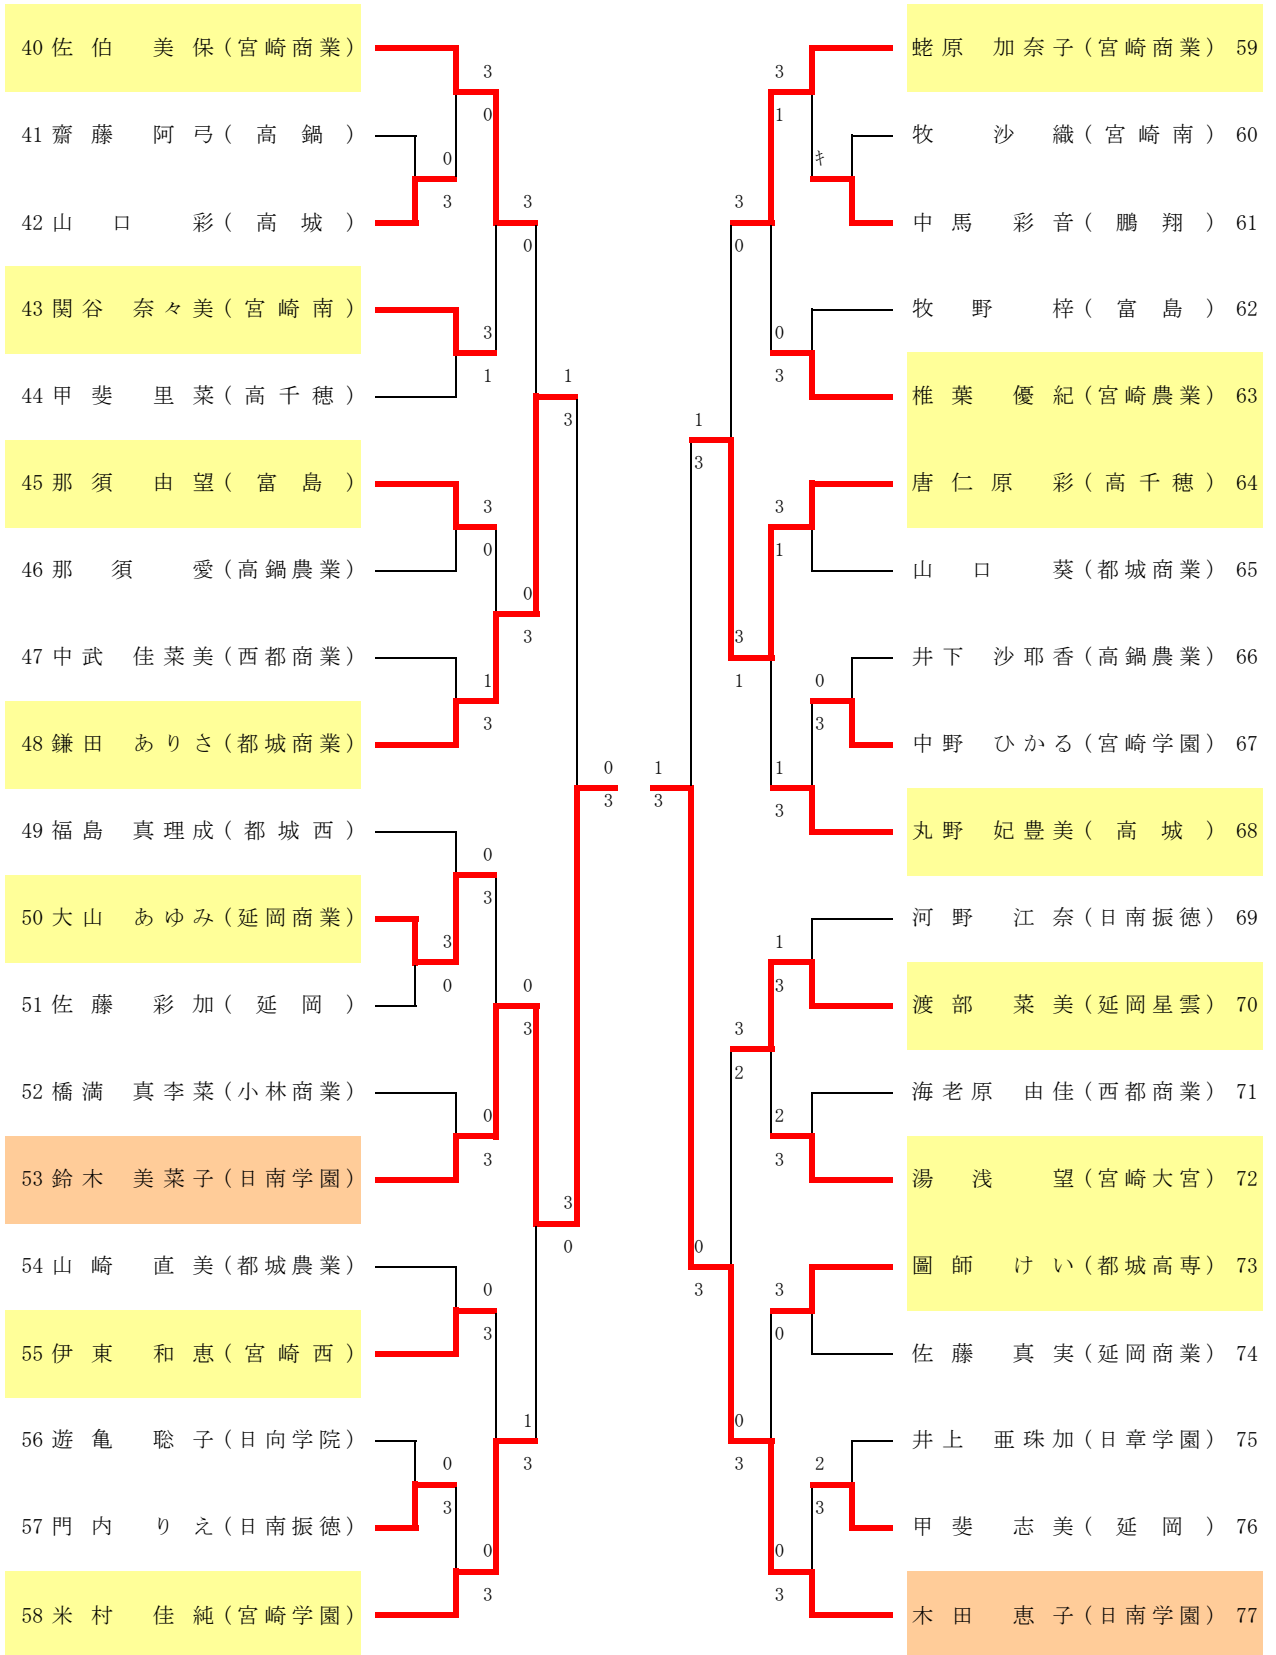 40 佐伯 美保(宮崎商業)
41 齋藤 阿弓(高鍋)
42 山口 彩(高城)
43 関谷 奈々美(宮崎南)
44 甲斐 里菜(高千穂)
45 那須 由望(富島)
46 那須 愛(高鍋農業)
47 中武 佳菜美(西都商業)
48 鎌田 ありさ(都城商業)
49 福島 真理成(都城西)
50 大山 あゆみ(延岡商業)
51 佐藤 彩加(延岡)
52 橋満 真李菜(小林商業)
53 鈴木 美菜子(日南学園)
54 山崎 直美(都城農業)
55 伊東 和恵(宮崎西)
56 遊亀 聡子(日向学院)
57 門内 りえ(日南振徳)
58 米村 佳純(宮崎学園)
0
3
0
3
3
0
0
3
3
0
3
1
3
0
1
3
0
3
0
3
0
3
0
3
3
0
0
3
0
3
1
3
1
3
3
0
0
3
1
3
1
3
0
3
3
0
3
1
3
2
0
3
3
1
0
3
3
1
1
3
1
3
2
3
3
0
0
3
キ
0
3
2
3
蛯原 加奈子(宮崎商業) 59
牧 沙織(宮崎南) 60
中馬 彩音(鵬翔) 61
牧野 梓(富島) 62
椎葉 優紀(宮崎農業) 63
唐仁原 彩(高千穂) 64
山口 葵(都城商業) 65
井下 沙耶香(高鍋農業) 66
中野 ひかる(宮崎学園) 67
丸野 妃豊美(高城) 68
河野 江奈(日南振徳) 69
渡部 菜美(延岡星雲) 70
海老原 由佳(西都商業) 71
湯浅 望(宮崎大宮) 72
圖師 けい(都城高専) 73
佐藤 真実(延岡商業) 74
井上 亜珠加(日章学園) 75
甲斐 志美(延岡) 76
木田 恵子(日南学園) 77